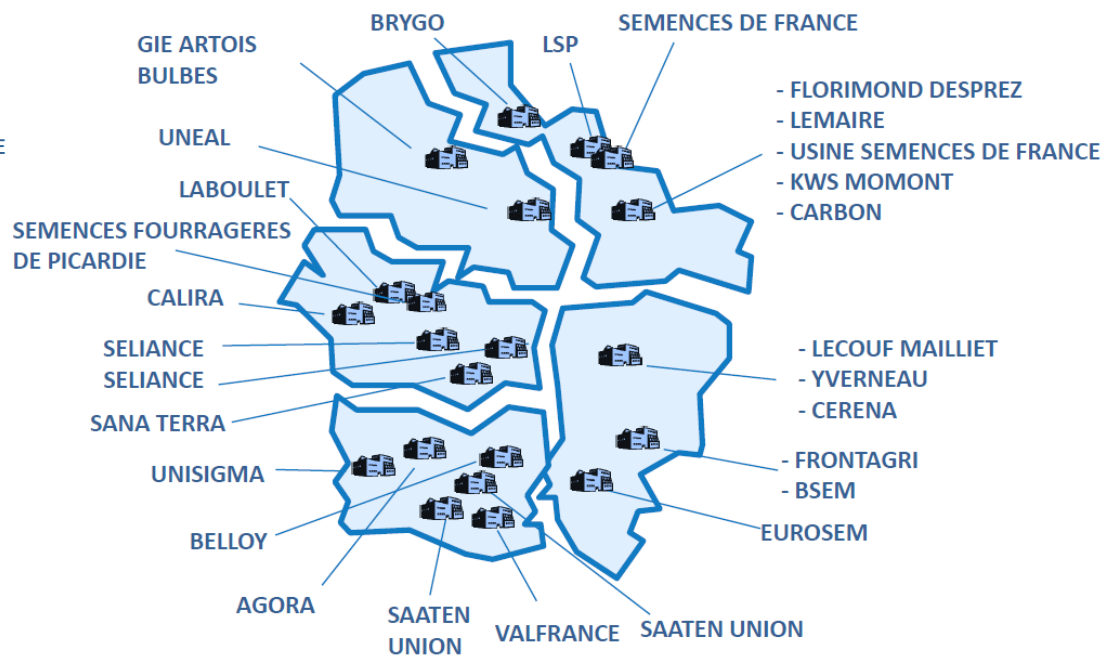 BRYGO
SEMENCES DE FRANCE
GIE ARTOIS
BULBES
LSP
- FLORIMOND DESPREZ
- LEMAIRE
- USINE SEMENCES DE FRANCE
- KWS MOMONT
- CARBON
E
UNEAL
LABOULET
SEMENCES FOURRAGERES
DE PICARDIE
CALIRA
SELIANCE
SELIANCE
SANA TERRA
- LECOUF MAILLIET
- YVERNEAU
- CERENA
UNISIGMA
- FRONTAGRI
- BSEM
BELLOY
EUROSEM
AGORA
SAATEN
UNION
VALFRANCE
SAATEN UNION